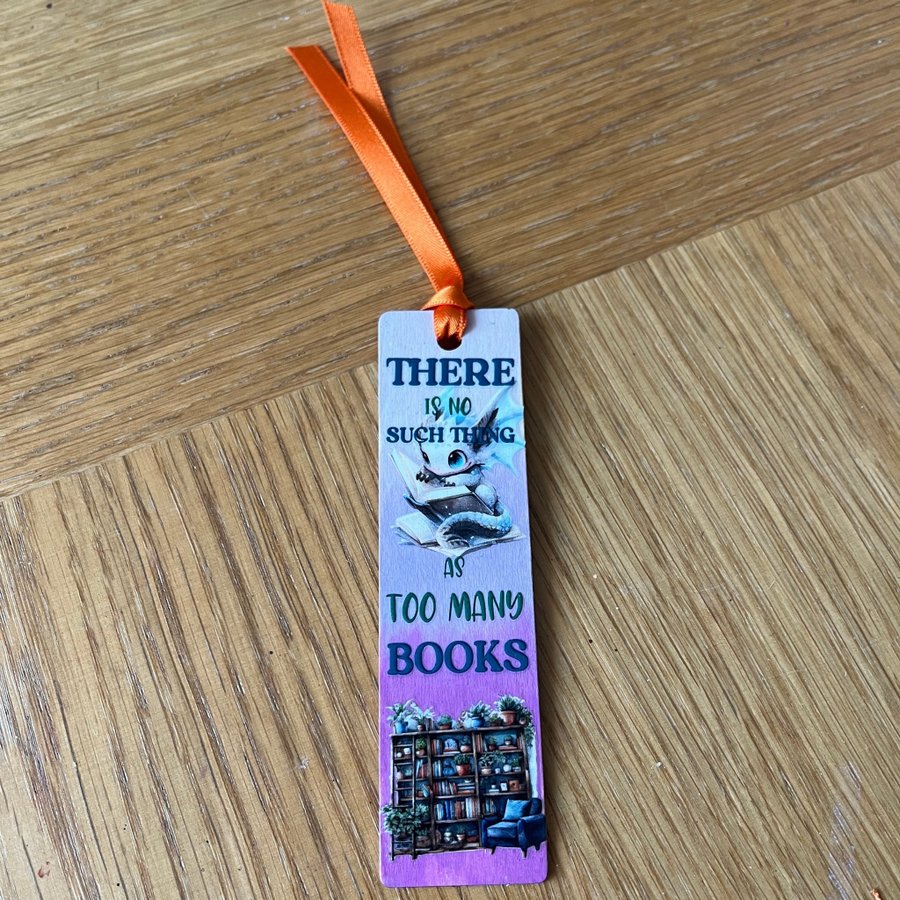 THERE
IS NO
SUCH THING
AS
TOO MANY
BOOKS